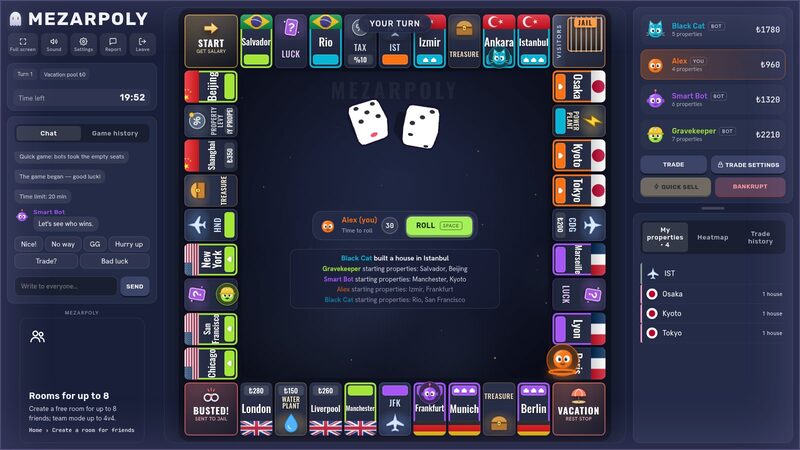 MEZARPOLY
Full screen
Sound
Settings
Report
Leave
Turn 1
Vacation pool ₺0
Time left
19:52
Chat
Game history
Quick game: bots took the empty seats
The game began — good luck!
Time limit: 20 min
Smart Bot
Let's see who wins.
Nice!
No way
GG
Hurry up
Trade?
Bad luck
Write to everyone...
SEND
MEZARPOLY
Rooms for up to 8
Create a free room for up to 8
friends; team mode up to 4v4.
Home › Create a room for friends
START
GET SALARY
Salvador
LUCK
Rio
TAX
%10
YOUR TURN
IST
Izmir
TREASURE
Ankara
Istanbul
VISITORS
JAIL
Beijing
PROPERTY
LEVY
Shanghai
₺350
TREASURE
HND
New
York
San
Francisco
Chicago
MEZARPOLY
Alex (you)
Time to roll
30
ROLL
SPACE
Black Cat built a house in Istanbul
Gravekeeper starting properties: Salvador, Beijing
Smart Bot starting properties: Manchester, Kyoto
Alex starting properties: Izmir, Frankfurt
Black Cat starting properties: Rio, San Francisco
Osaka
POWER
PLANT
Kyoto
Tokyo
CDG
₺200
Marseille
LUCK
Lyon
Paris
BUSTED!
SENT TO JAIL
₺280
London
₺150
WATER
PLANT
₺260
Liverpool
Manchester
JFK
Frankfurt
Munich
TREASURE
Berlin
VACATION
REST STOP
Black Cat
BOT
5 properties
₺1780
Alex
YOU
4 properties
₺960
Smart Bot
BOT
6 properties
₺1320
Gravekeeper
BOT
4 properties
₺2210
TRADE
TRADE SETTINGS
QUICK SELL
BANKRUPT
My
properties
· 4
Heatmap
Trade
history
IST
Osaka
1 house
Kyoto
1 house
Tokyo
1 house